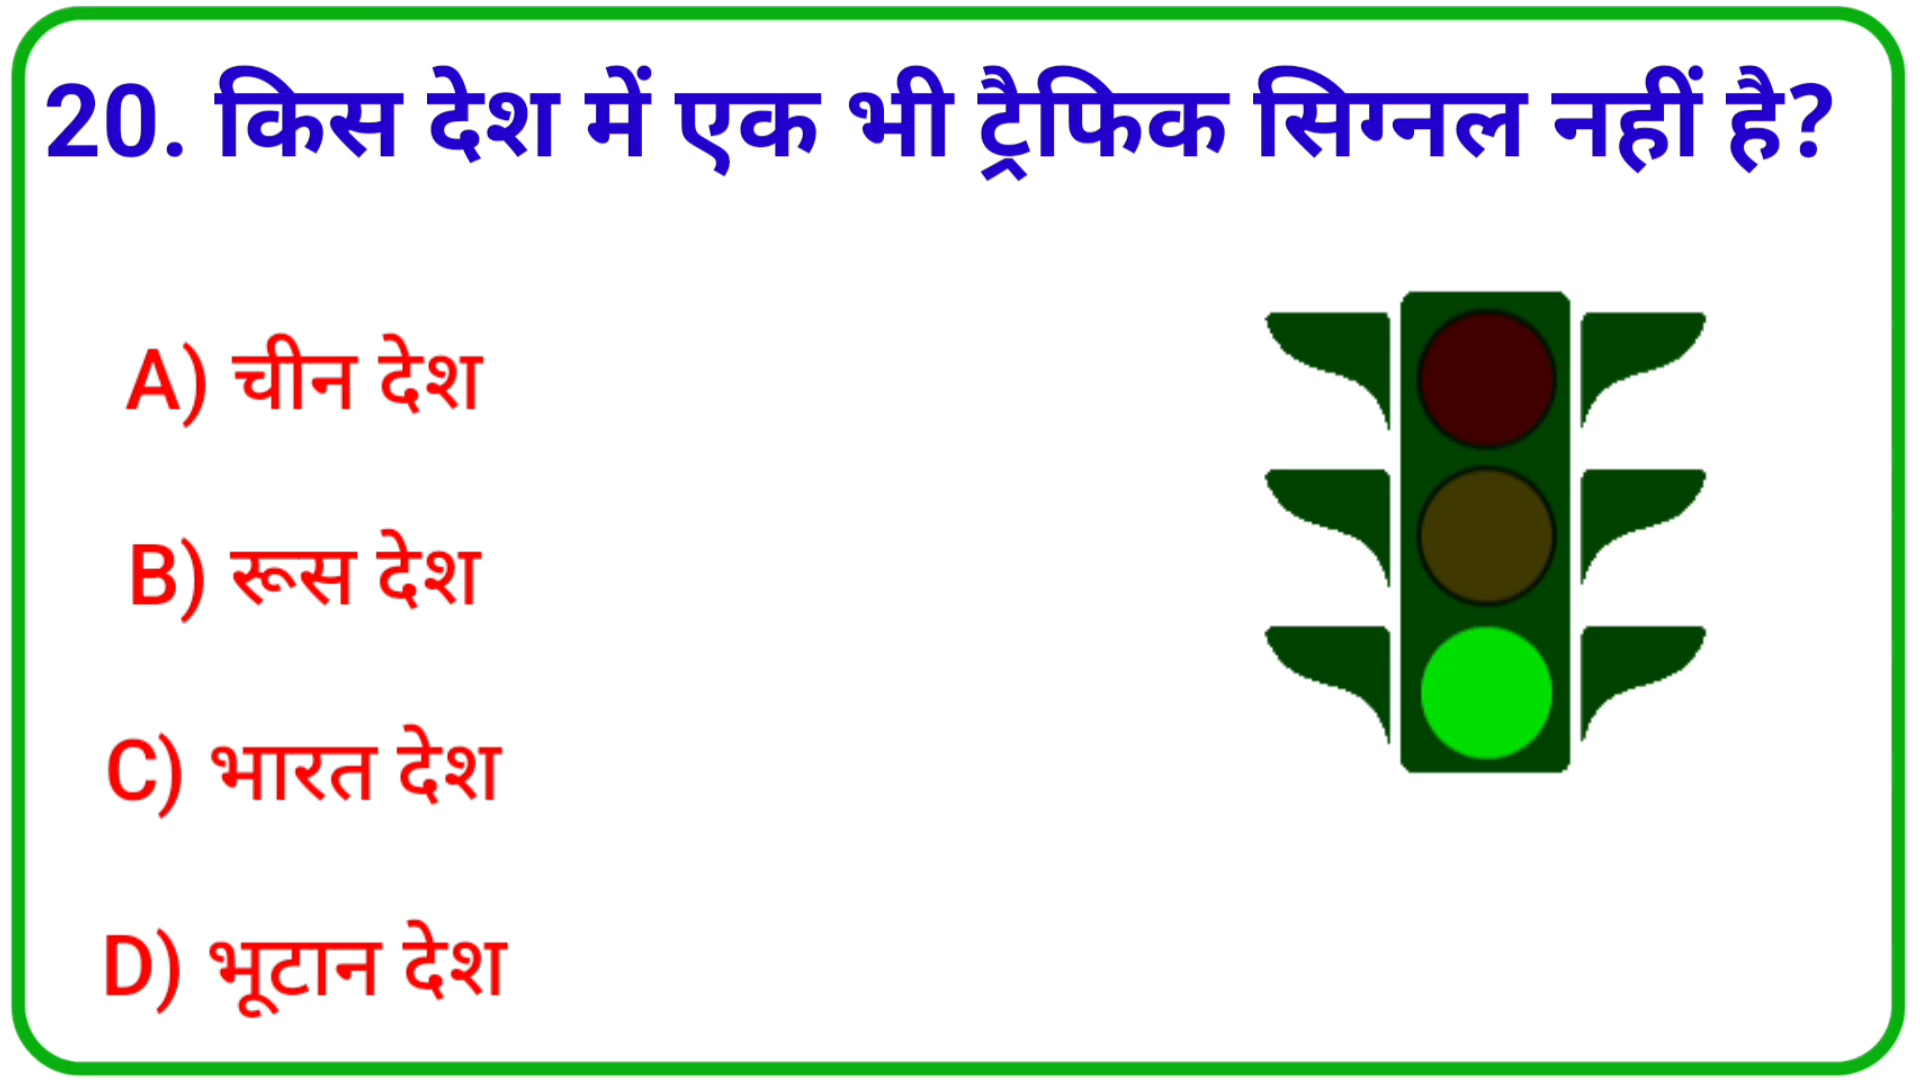 20. किस देश में एक भी ट्रैफिक सिग्नल नहीं है?
A) चीन देश
B) रूस देश
C) भारत देश
D) भूटान देश